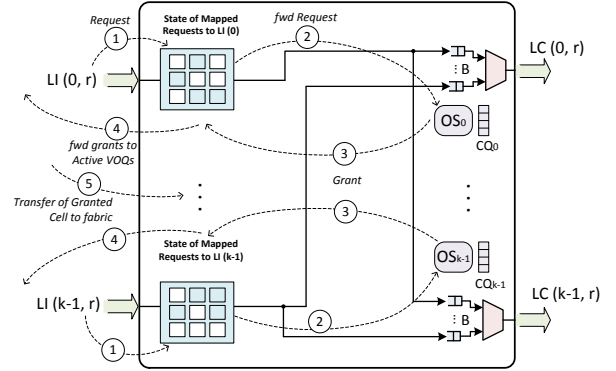 Request
1
State of Mapped
Requests to LI (0)
2
fwd Request
LC (0, r)
LI (0, r)
⋮ B
4
3
OS0
CQ0
fwd grants to
Active VOQs
5
Grant
Transfer of Granted
Cell to fabric
3
4
State of Mapped
Requests to LI (k-1)
OSk-1
CQk-1
LI (k-1, r)
LC (k-1, r)
2
⋮ B
1